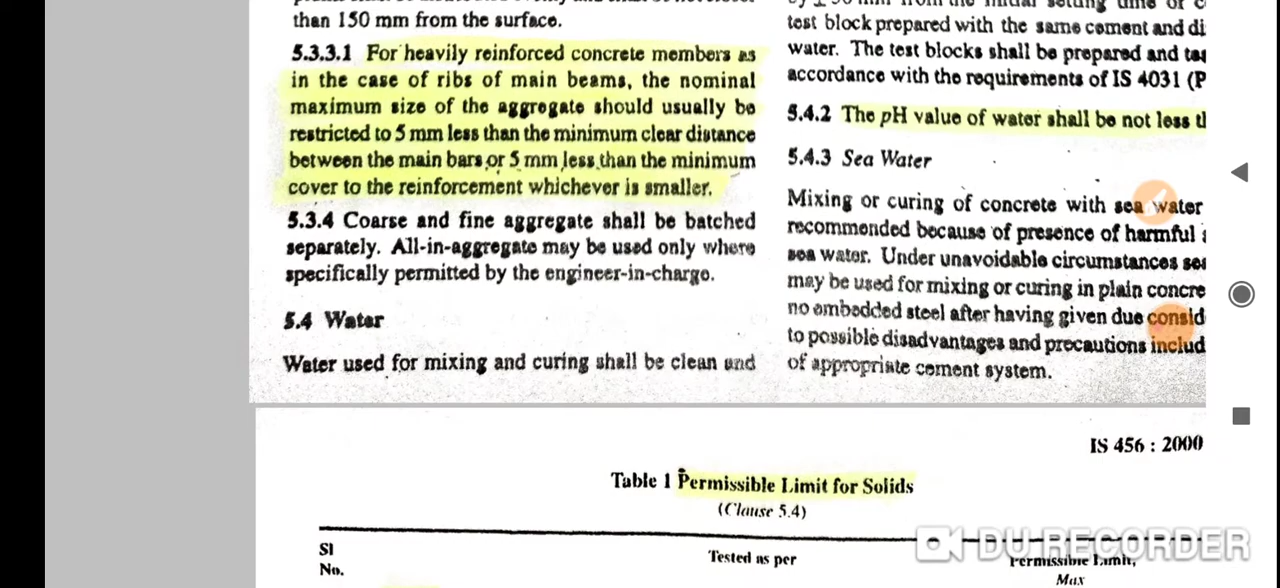 than 150 mm from the surface.
5.3.3.1 For heavily reinforced concrete members as
in the case of ribs of main beams, the nominal
maximum size of the aggregate should usually be
restricted to 5 mm less than the minimum clear distance
between the main bars or 5 mm less than the minimum
cover to the reinforcement whichever is smaller.
5.3.4 Coarse and fine aggregate shall be batched
separately. All-in-aggregate may be used only where
specifically permitted by the engineer-in-charge.
5.4 Water
Water used for mixing and curing shall be clean and
test block prepared with the same cement and di
water. The test blocks shall be prepared and
accordance with the requirements of IS 4031 (P
5.4.2 The pH value of water shall be not less
5.4.3 Sea Water
Mixing or curing of concrete with sea water
recommended because of presence of harmful
sea water. Under unavoidable circumstances
may be used for mixing or curing in plain concre
no embedded steel after having given due consid
to possible disadvantages and precautions includ
of appropriate cement system.
IS 456 : 2000
Table 1 Permissible Limit for Solids
(Clause 5.4)
Sl
No.
Tested as per
Permissible Limit,
Max
DU RECORDER